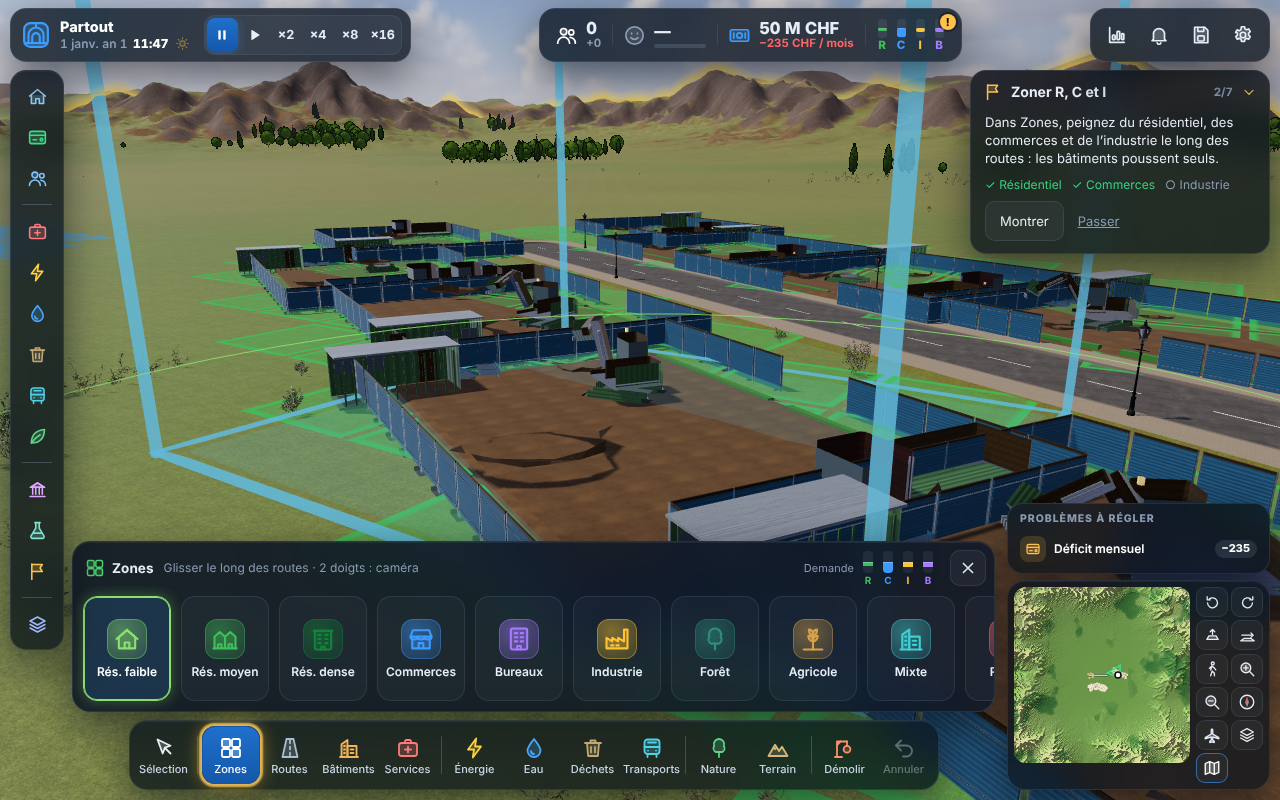 Partout
1 janv. an 1 11:47
×2 ×4 ×8 ×16
0
+0
—
50 M CHF
−235 CHF / mois
R C I B
!
Zoner R, C et I 2/7
Dans Zones, peignez du résidentiel, des
commerces et de l’industrie le long des
routes : les bâtiments poussent seuls.
✓ Résidentiel ✓ Commerces ○ Industrie
Montrer Passer
PROBLÈMES À RÉGLER
Déficit mensuel −235
Zones Glisser le long des routes · 2 doigts : caméra Demande
R C I B
Rés. faible Rés. moyen Rés. dense Commerces Bureaux Industrie Forêt Agricole Mixte
Sélection Zones Routes Bâtiments Services Énergie Eau Déchets Transports Nature Terrain Démolir Annuler